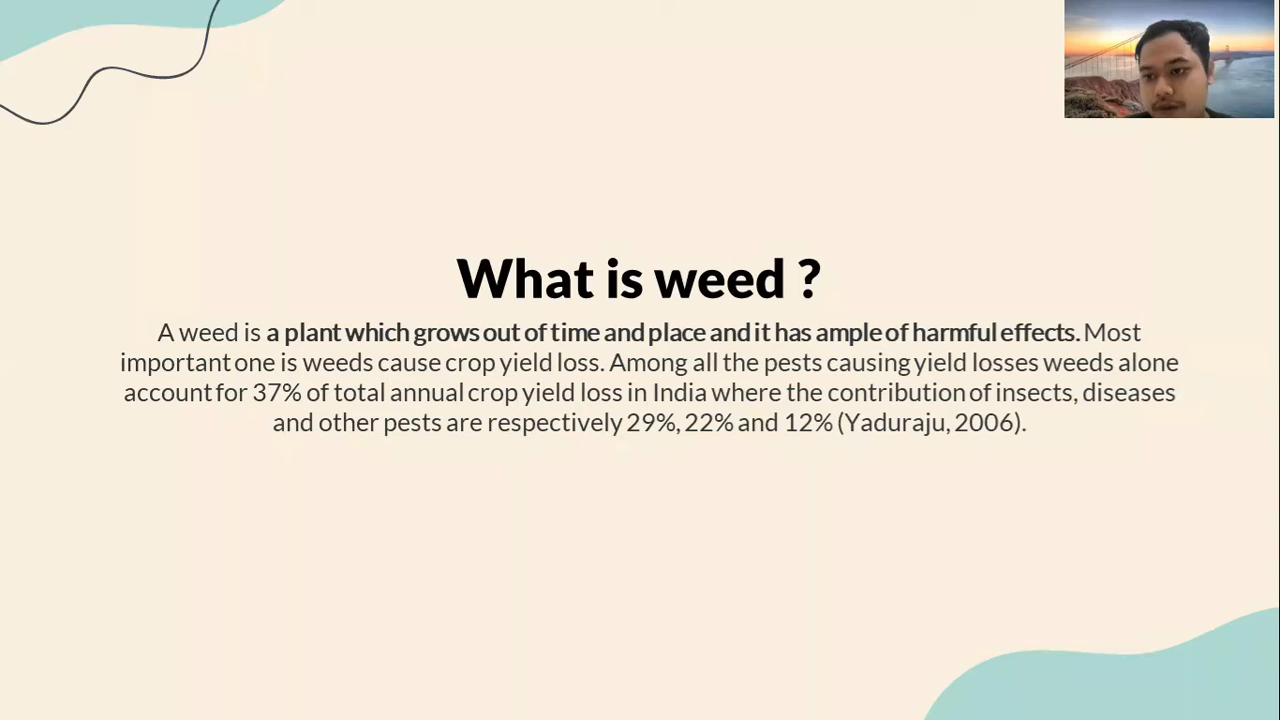 What is weed ?
A weed is a plant which grows out of time and place and it has ample of harmful effects. Most
important one is weeds cause crop yield loss. Among all the pests causing yield losses weeds alone
account for 37% of total annual crop yield loss in India where the contribution of insects, diseases
and other pests are respectively 29%, 22% and 12% (Yaduraju, 2006).